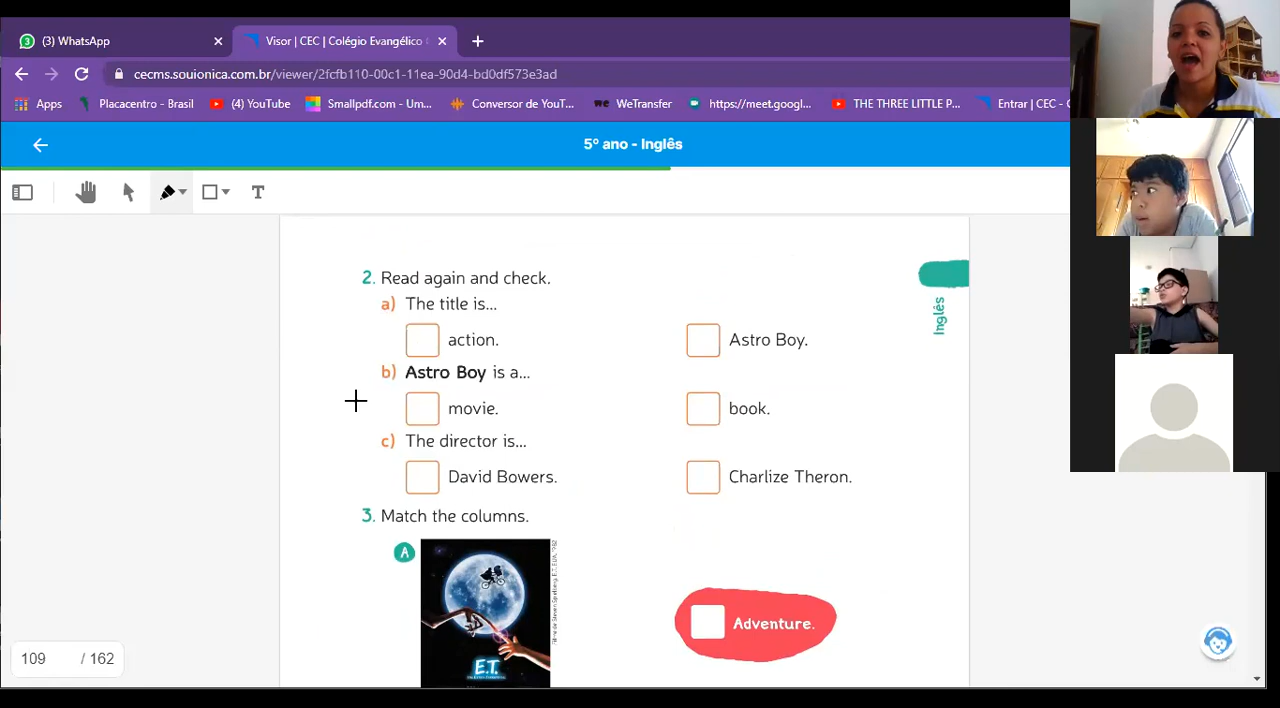 (3) WhatsApp
Visor | CEC | Colégio Evangélico
cecms.souionica.com.br/viewer/2fcfb110-00c1-11ea-90d4-bd0df573e3ad
Apps
Placacentro - Brasil
(4) YouTube
Smallpdf.com - Um...
Conversor de YouT...
we WeTransfer
https://meet.googl...
THE THREE LITTLE P...
Entrar | CEC -
5º ano - Inglês
T
2. Read again and check.
a) The title is...
action.
Astro Boy.
b) Astro Boy is a...
movie.
book.
c) The director is...
David Bowers.
Charlize Theron.
3. Match the columns.
A
E.T.
Adventure.
Inglês
109 / 162